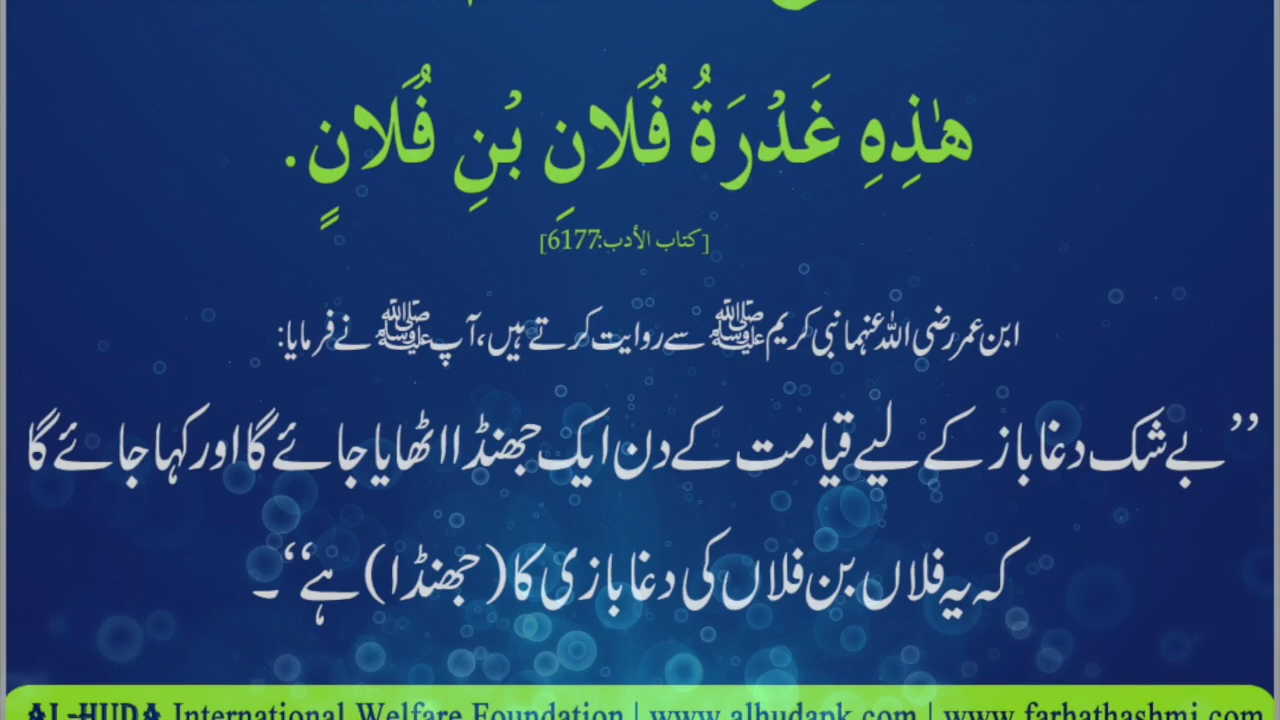 هٰذِهِ غَدْرَةُ فُلَانِ بْنِ فُلَانٍ.
[كتاب الأدب:6177]
ابن عمر رضی اللہ عنہما نبی کریم ﷺ سے روایت کرتے ہیں، آپ ﷺ نے فرمایا:
’’بے شک دغا باز کے لیے قیامت کے دن ایک جھنڈا اٹھایا جائے گا اور کہا جائے گا
کہ یہ فلاں بن فلاں کی دغا بازی کا (جھنڈا) ہے‘‘۔
AL-HUDA International Welfare Foundation | www.alhudapk.com | www.farhathashmi.com